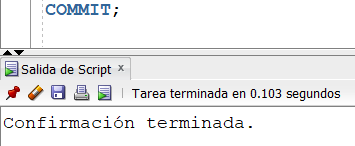 COMMIT;
Salida de Script x
Tarea terminada en 0.103 segundos
Confirmación terminada.